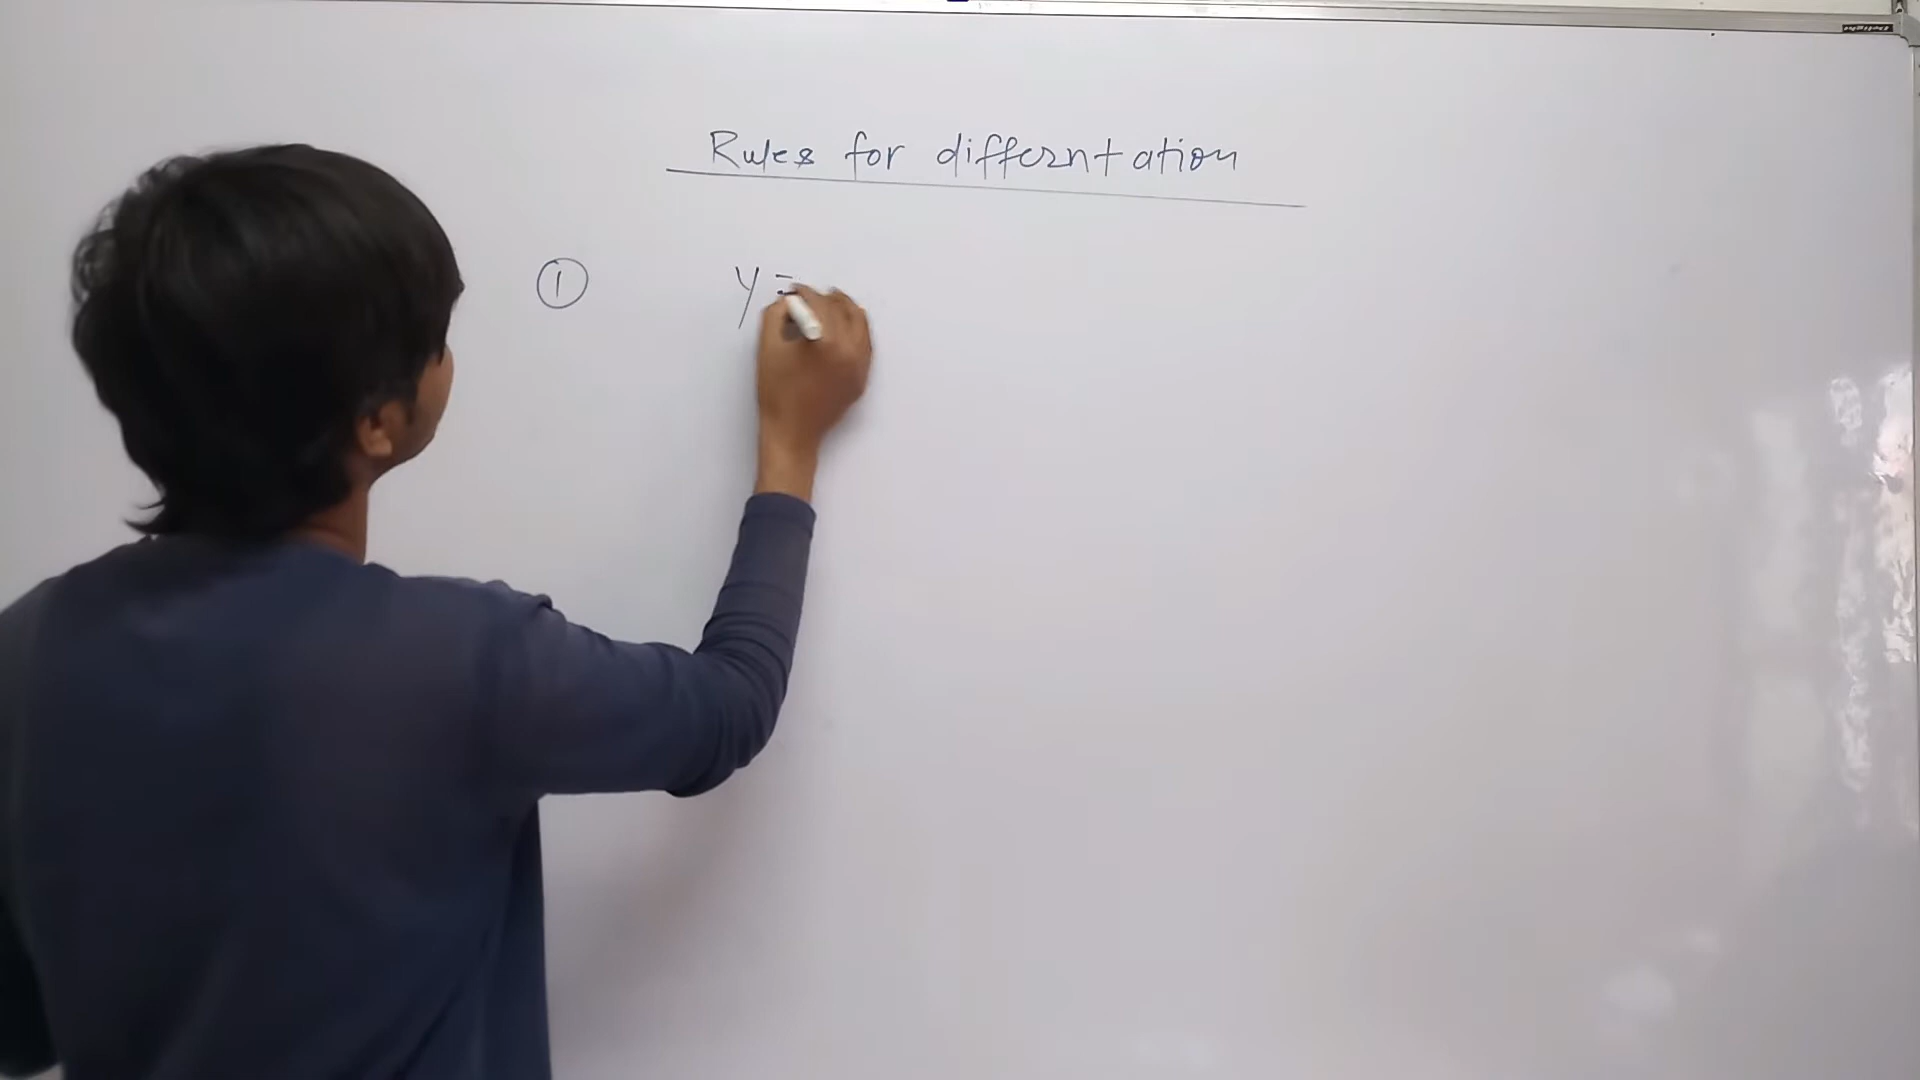 Rules for differntation
① y =